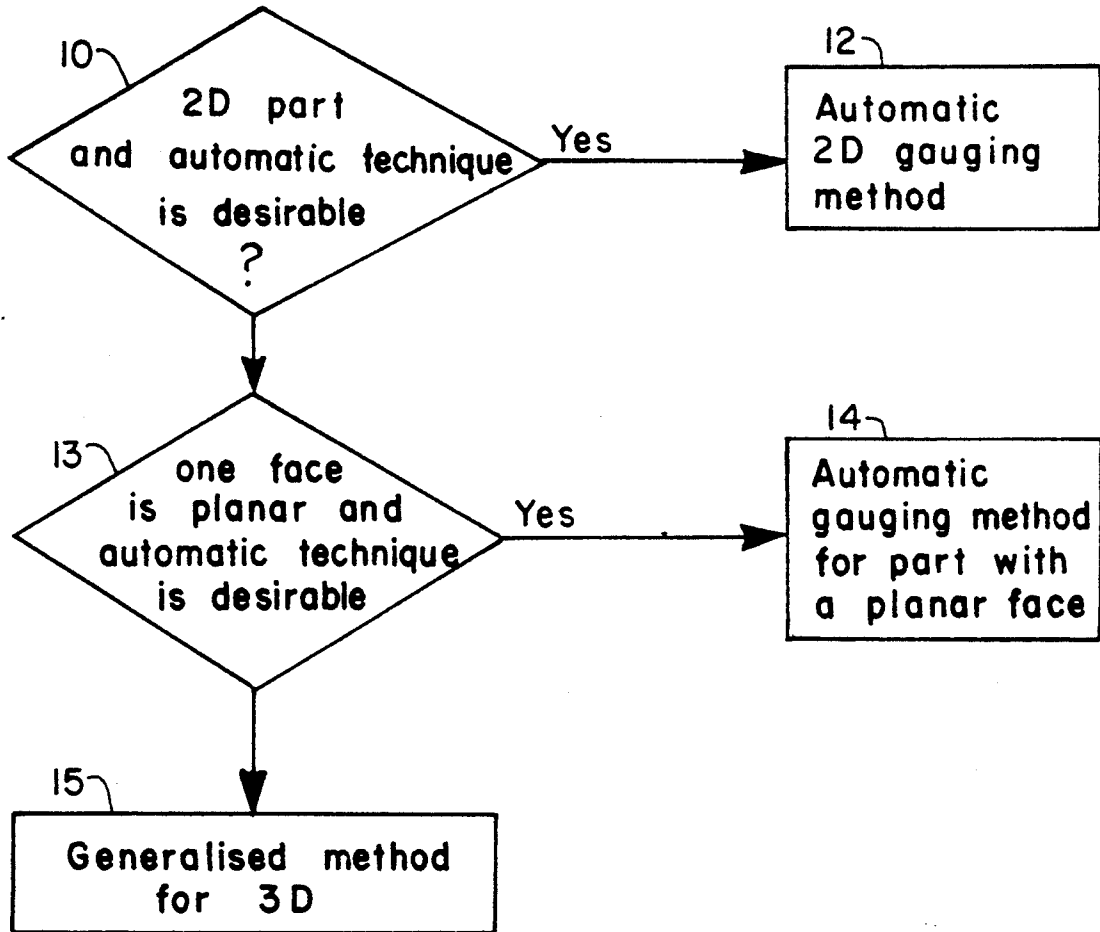 10
2D part
and automatic technique
is desirable
?
Yes
12
Automatic
2D gauging
method
13
one face
is planar and
automatic technique
is desirable
Yes
14
Automatic
gauging method
for part with
a planar face
15
Generalised method
for 3D